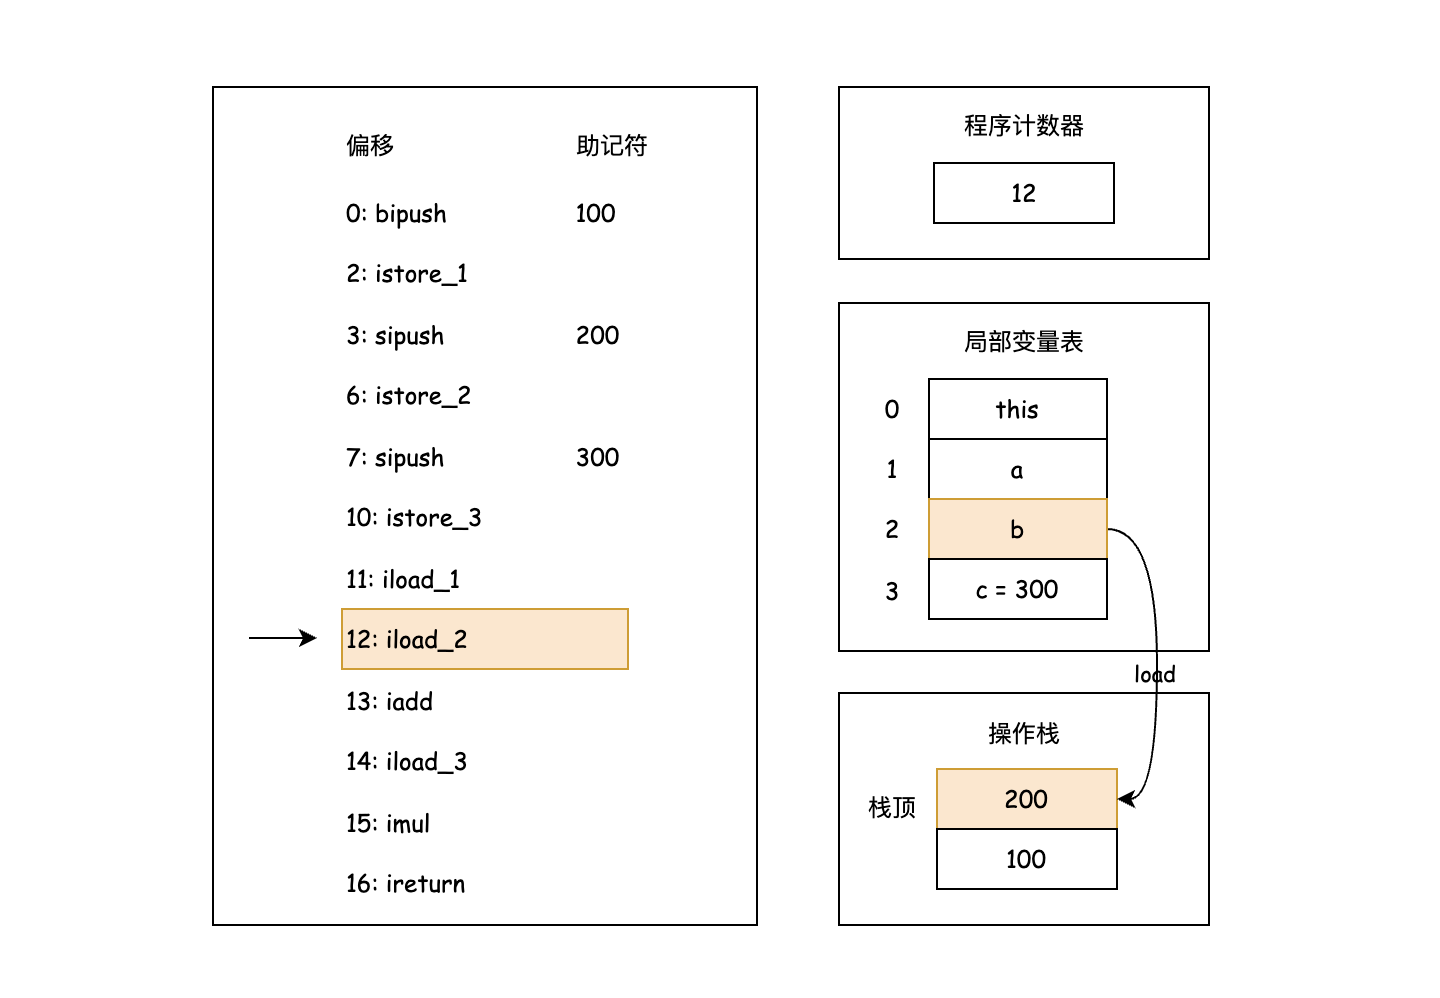 偏移 助记符
0: bipush 100
2: istore_1
3: sipush 200
6: istore_2
7: sipush 300
10: istore_3
11: iload_1
12: iload_2
13: iadd
14: iload_3
15: imul
16: ireturn
程序计数器
12
局部变量表
0 this
1 a
2 b
3 c = 300
load
操作栈
栈顶 200
100